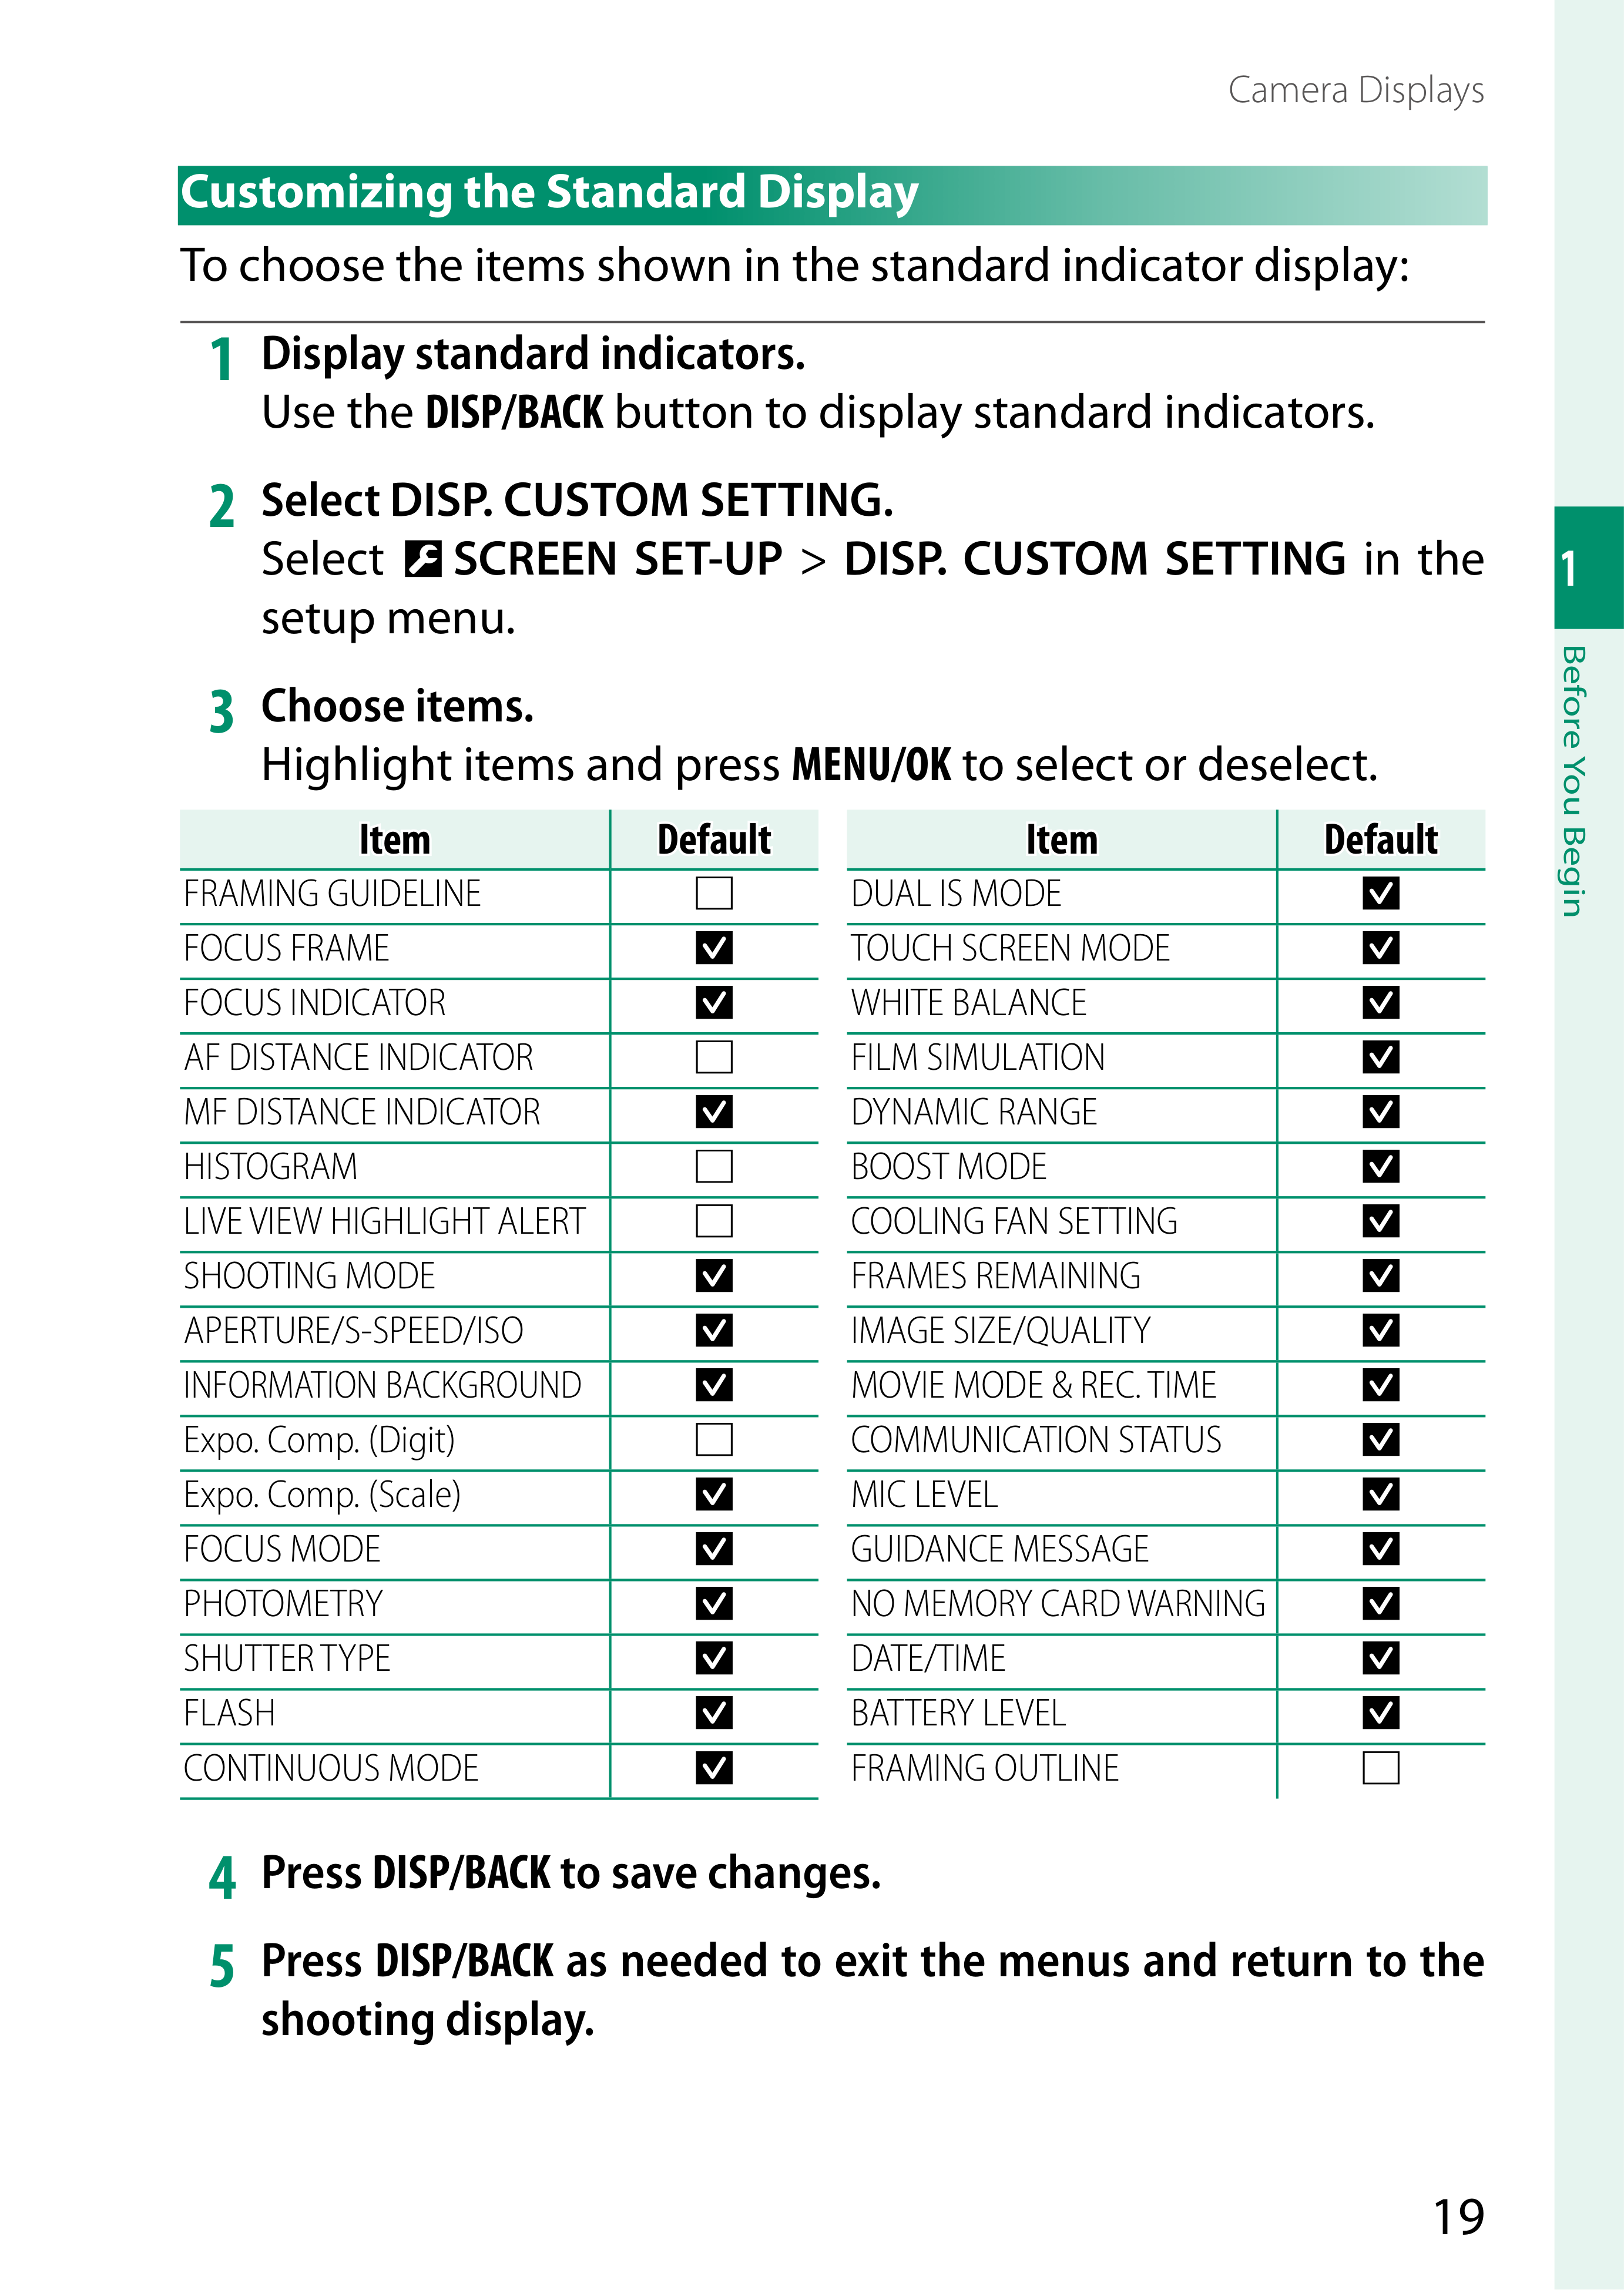 Camera Displays
Customizing the Standard Display
To choose the items shown in the standard indicator display:
1 Display standard indicators.
Use the DISP/BACK button to display standard indicators.
2 Select DISP. CUSTOM SETTING.
Select SCREEN SET-UP > DISP. CUSTOM SETTING in the
setup menu.
3 Choose items.
Highlight items and press MENU/OK to select or deselect.
Item Default
FRAMING GUIDELINE ☐
FOCUS FRAME ☑
FOCUS INDICATOR ☑
AF DISTANCE INDICATOR ☐
MF DISTANCE INDICATOR ☑
HISTOGRAM ☐
LIVE VIEW HIGHLIGHT ALERT ☐
SHOOTING MODE ☑
APERTURE/S-SPEED/ISO ☑
INFORMATION BACKGROUND ☑
Expo. Comp. (Digit) ☐
Expo. Comp. (Scale) ☑
FOCUS MODE ☑
PHOTOMETRY ☑
SHUTTER TYPE ☑
FLASH ☑
CONTINUOUS MODE ☑
Item Default
DUAL IS MODE ☑
TOUCH SCREEN MODE ☑
WHITE BALANCE ☑
FILM SIMULATION ☑
DYNAMIC RANGE ☑
BOOST MODE ☑
COOLING FAN SETTING ☑
FRAMES REMAINING ☑
IMAGE SIZE/QUALITY ☑
MOVIE MODE & REC. TIME ☑
COMMUNICATION STATUS ☑
MIC LEVEL ☑
GUIDANCE MESSAGE ☑
NO MEMORY CARD WARNING ☑
DATE/TIME ☑
BATTERY LEVEL ☑
FRAMING OUTLINE ☐
4 Press DISP/BACK to save changes.
5 Press DISP/BACK as needed to exit the menus and return to the
shooting display.
1
Before You Begin
19